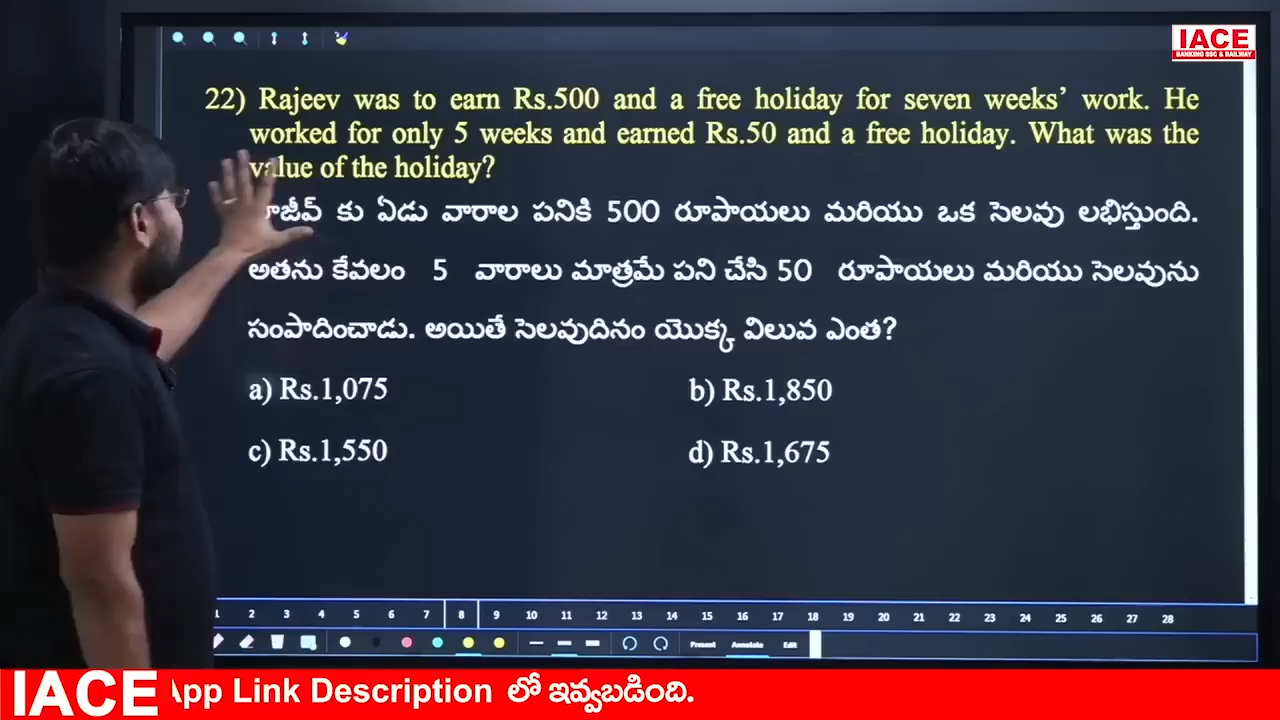 IACE
BANKING SSC & RAILWAY
22) Rajeev was to earn Rs.500 and a free holiday for seven weeks’ work. He
worked for only 5 weeks and earned Rs.50 and a free holiday. What was the
value of the holiday?
కు ఏడు వారాల పనికి 500 రూపాయలు మరియు ఒక సెలవు లభిస్తుంది.
అతను కేవలం 5 వారాలు మాత్రమే పని చేసి 50 రూపాయలు మరియు సెలవును
సంపాదించాడు. అయితే సెలవుదినం యొక్క విలువ ఎంత?
a) Rs.1,075
b) Rs.1,850
c) Rs.1,550
d) Rs.1,675
1 2 3 4 5 6 7 8 9 10 11 12 13 14 15 16 17 18 19 20 21 22 23 24 25 26 27 28
Present Annotate Edit
IACE App Link Description లో ఇవ్వబడింది.